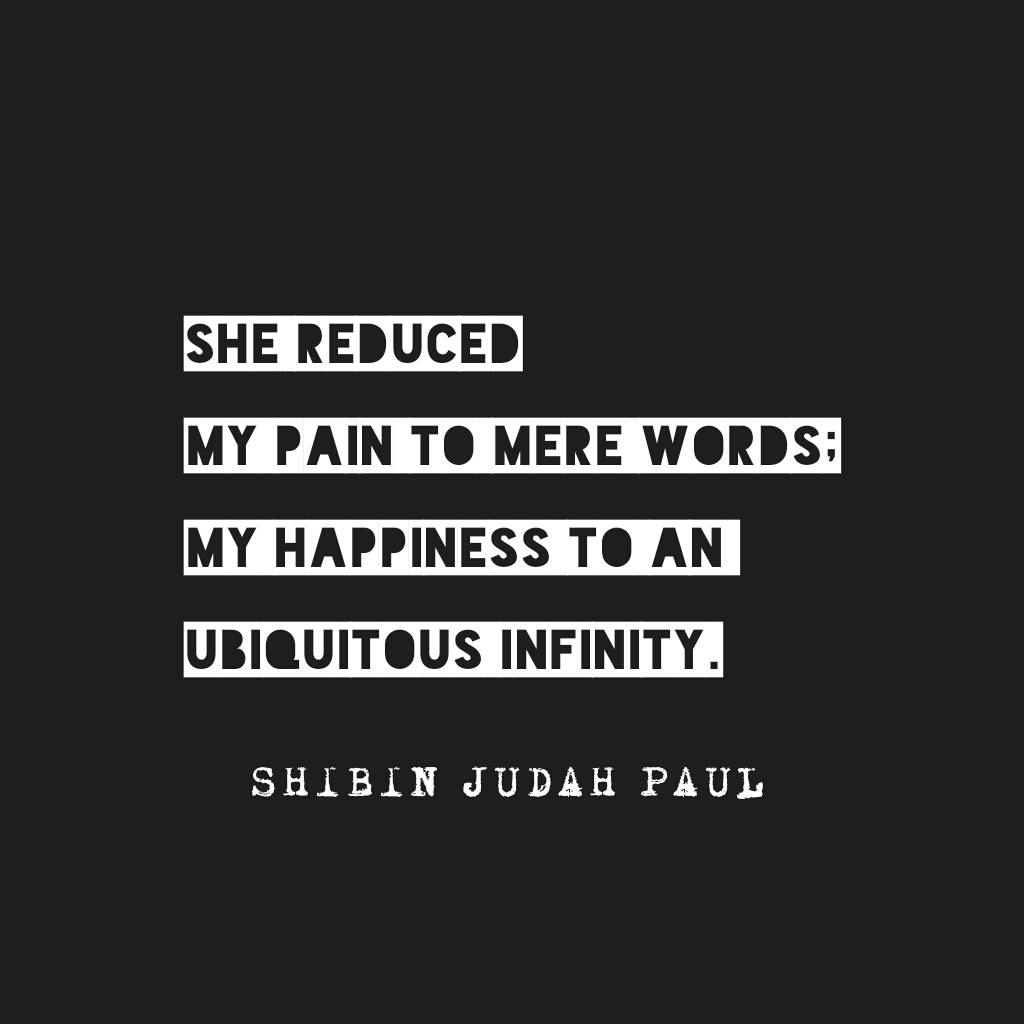 SHE REDUCED
MY PAIN TO MERE WORDS;
MY HAPPINESS TO AN
UBIQUITOUS INFINITY.
SHIBIN JUDAH PAUL